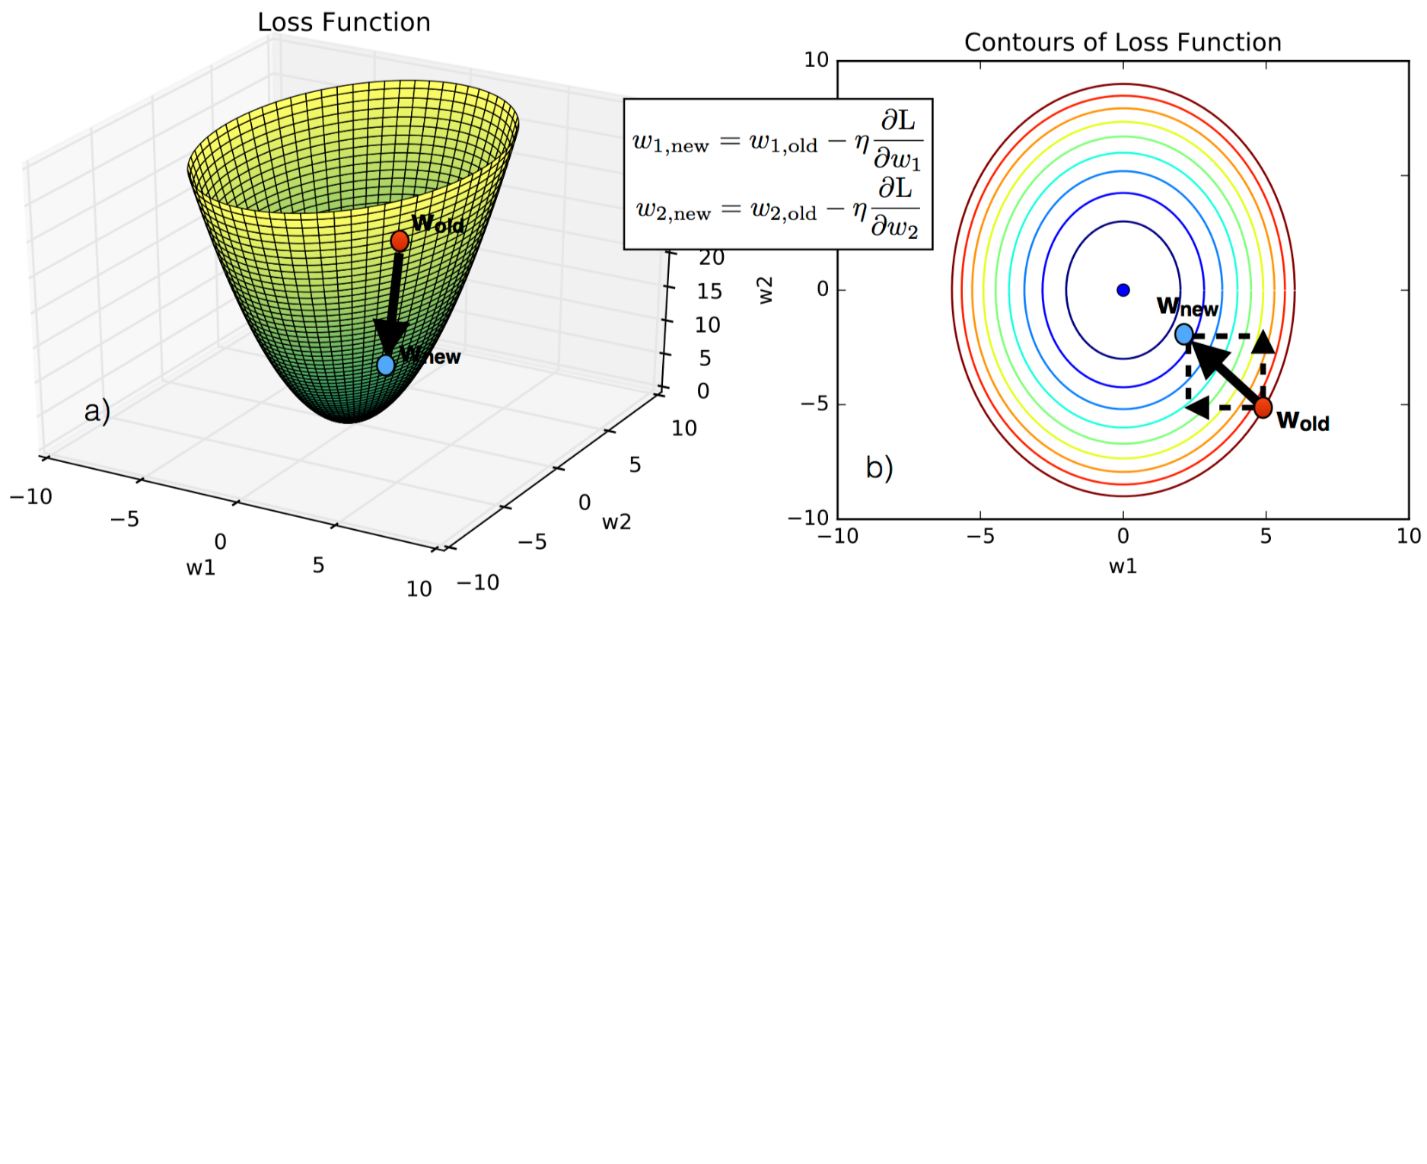 Loss Function
w_old
w_new
a)
20
15
10
5
0
10
5
0
−5
−10
w2
−10
−5
0
5
10
w1
w_{1,new} = w_{1,old} − η ∂L/∂w_1
w_{2,new} = w_{2,old} − η ∂L/∂w_2
Contours of Loss Function
10
0
−5
−10
w2
w_new
w_old
b)
−10
−5
0
5
10
w1